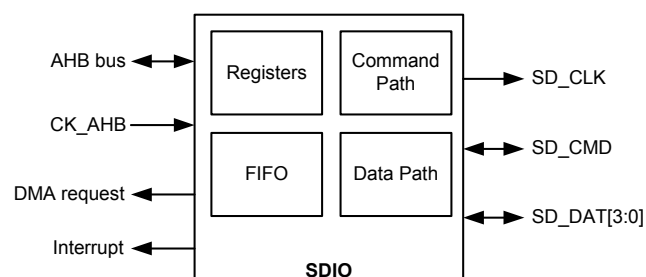 AHB bus
CK_AHB
DMA request
Interrupt
Registers
Command
Path
FIFO
Data Path
SDIO
SD_CLK
SD_CMD
SD_DAT[3:0]